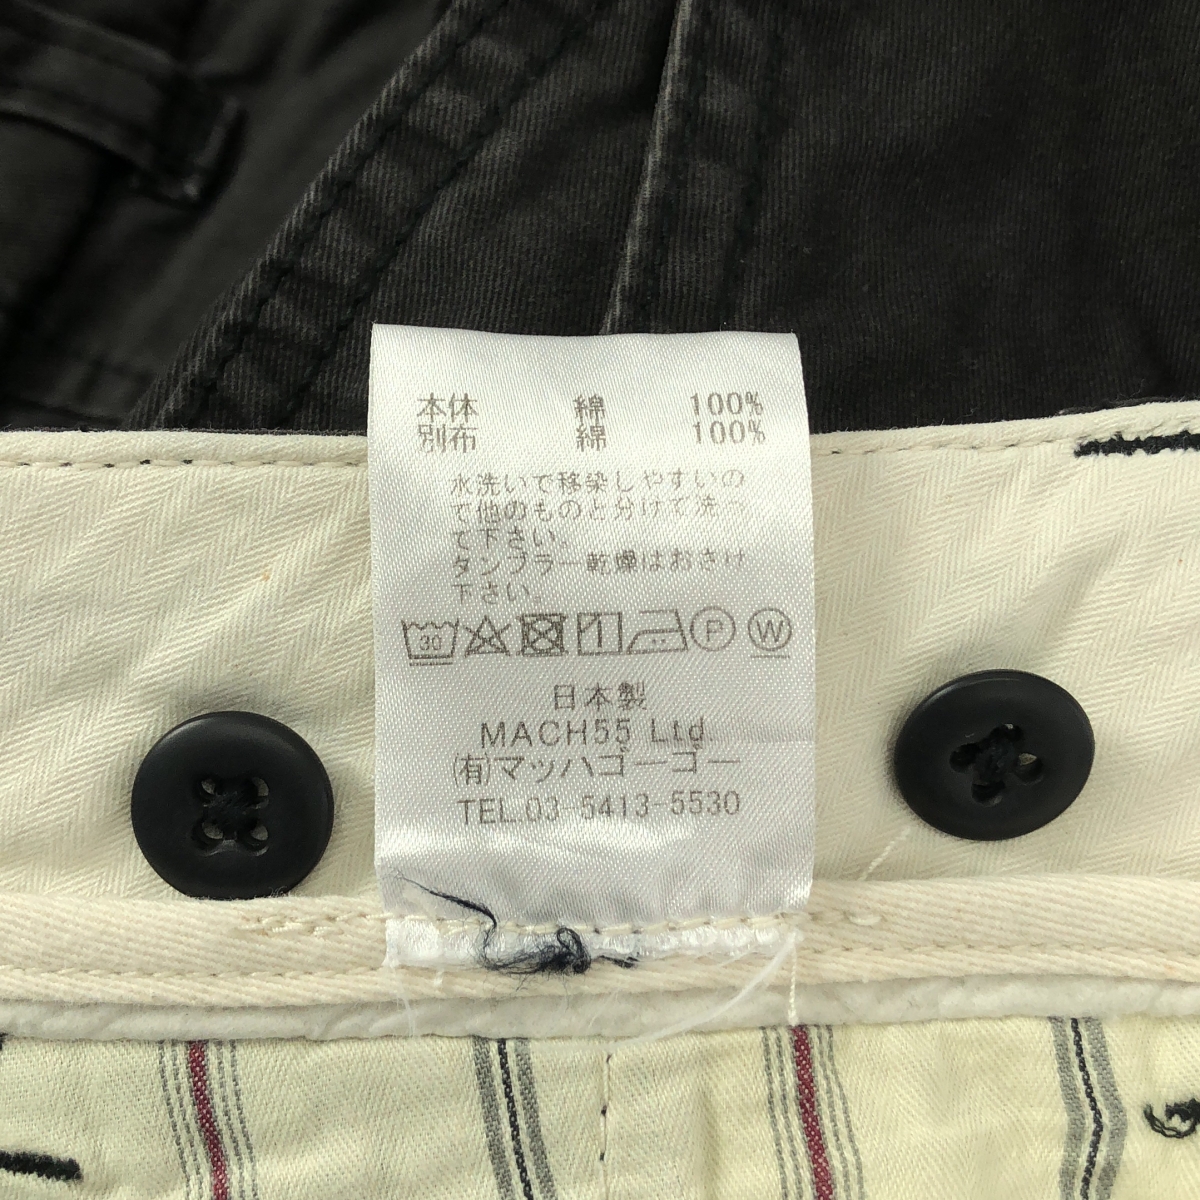 本体 綿 100%
別布 綿 100%
水洗いで移染しやすいの
で他のものと分けて洗っ
て下さい。
タンブラー乾燥はおさけ
下さい。
30 P W
日本製
MACH55 Ltd.
(有)マッハゴーゴー
TEL.03-5413-5530